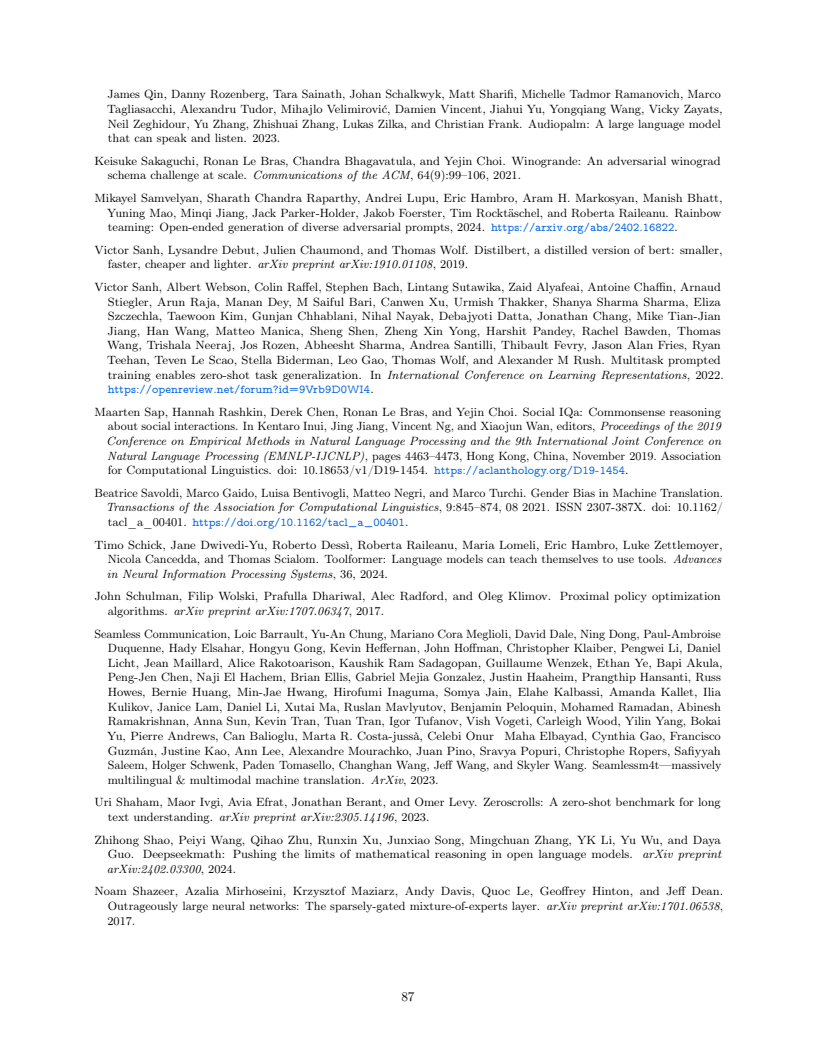 James Qin, Danny Rozenberg, Tara Sainath, Johan Schalkwyk, Matt Sharifi, Michelle Tadmor Ramanovich, Marco
Tagliasacchi, Alexandru Tudor, Mihajlo Velimirović, Damien Vincent, Jiahui Yu, Yongqiang Wang, Vicky Zayats,
Neil Zeghidour, Yu Zhang, Zhishuai Zhang, Lukas Zilka, and Christian Frank. Audiopalm: A large language model
that can speak and listen. 2023.
Keisuke Sakaguchi, Ronan Le Bras, Chandra Bhagavatula, and Yejin Choi. Winogrande: An adversarial winograd
schema challenge at scale. Communications of the ACM, 64(9):99–106, 2021.
Mikayel Samvelyan, Sharath Chandra Raparthy, Andrei Lupu, Eric Hambro, Aram H. Markosyan, Manish Bhatt,
Yuning Mao, Minqi Jiang, Jack Parker-Holder, Jakob Foerster, Tim Rocktäschel, and Roberta Raileanu. Rainbow
teaming: Open-ended generation of diverse adversarial prompts, 2024. https://arxiv.org/abs/2402.16822.
Victor Sanh, Lysandre Debut, Julien Chaumond, and Thomas Wolf. Distilbert, a distilled version of bert: smaller,
faster, cheaper and lighter. arXiv preprint arXiv:1910.01108, 2019.
Victor Sanh, Albert Webson, Colin Raffel, Stephen Bach, Lintang Sutawika, Zaid Alyafeai, Antoine Chaffin, Arnaud
Stiegler, Arun Raja, Manan Dey, M Saiful Bari, Canwen Xu, Urmish Thakker, Shanya Sharma Sharma, Eliza
Szczechla, Taewoon Kim, Gunjan Chhablani, Nihal Nayak, Debajyoti Datta, Jonathan Chang, Mike Tian-Jian
Jiang, Han Wang, Matteo Manica, Sheng Shen, Zheng Xin Yong, Harshit Pandey, Rachel Bawden, Thomas
Wang, Trishala Neeraj, Jos Rozen, Abheesht Sharma, Andrea Santilli, Thibault Fevry, Jason Alan Fries, Ryan
Teehan, Teven Le Scao, Stella Biderman, Leo Gao, Thomas Wolf, and Alexander M Rush. Multitask prompted
training enables zero-shot task generalization. In International Conference on Learning Representations, 2022.
https://openreview.net/forum?id=9Vrb9D0WI4.
Maarten Sap, Hannah Rashkin, Derek Chen, Ronan Le Bras, and Yejin Choi. Social IQa: Commonsense reasoning
about social interactions. In Kentaro Inui, Jing Jiang, Vincent Ng, and Xiaojun Wan, editors, Proceedings of the 2019
Conference on Empirical Methods in Natural Language Processing and the 9th International Joint Conference on
Natural Language Processing (EMNLP-IJCNLP), pages 4463–4473, Hong Kong, China, November 2019. Association
for Computational Linguistics. doi: 10.18653/v1/D19-1454. https://aclanthology.org/D19-1454.
Beatrice Savoldi, Marco Gaido, Luisa Bentivogli, Matteo Negri, and Marco Turchi. Gender Bias in Machine Translation.
Transactions of the Association for Computational Linguistics, 9:845–874, 08 2021. ISSN 2307-387X. doi: 10.1162/
tacl_a_00401. https://doi.org/10.1162/tacl_a_00401.
Timo Schick, Jane Dwivedi-Yu, Roberto Dessì, Roberta Raileanu, Maria Lomeli, Eric Hambro, Luke Zettlemoyer,
Nicola Cancedda, and Thomas Scialom. Toolformer: Language models can teach themselves to use tools. Advances
in Neural Information Processing Systems, 36, 2024.
John Schulman, Filip Wolski, Prafulla Dhariwal, Alec Radford, and Oleg Klimov. Proximal policy optimization
algorithms. arXiv preprint arXiv:1707.06347, 2017.
Seamless Communication, Loic Barrault, Yu-An Chung, Mariano Cora Meglioli, David Dale, Ning Dong, Paul-Ambroise
Duquenne, Hady Elsahar, Hongyu Gong, Kevin Heffernan, John Hoffman, Christopher Klaiber, Pengwei Li, Daniel
Licht, Jean Maillard, Alice Rakotoarison, Kaushik Ram Sadagopan, Guillaume Wenzek, Ethan Ye, Bapi Akula,
Peng-Jen Chen, Naji El Hachem, Brian Ellis, Gabriel Mejia Gonzalez, Justin Haaheim, Prangthip Hansanti, Russ
Howes, Bernie Huang, Min-Jae Hwang, Hirofumi Inaguma, Somya Jain, Elahe Kalbassi, Amanda Kallet, Ilia
Kulikov, Janice Lam, Daniel Li, Xutai Ma, Ruslan Mavlyutov, Benjamin Peloquin, Mohamed Ramadan, Abinesh
Ramakrishnan, Anna Sun, Kevin Tran, Tuan Tran, Igor Tufanov, Vish Vogeti, Carleigh Wood, Yilin Yang, Bokai
Yu, Pierre Andrews, Can Balioglu, Marta R. Costa-jussà, Celebi Onur Maha Elbayad, Cynthia Gao, Francisco
Guzmán, Justine Kao, Ann Lee, Alexandre Mourachko, Juan Pino, Sravya Popuri, Christophe Ropers, Safiyyah
Saleem, Holger Schwenk, Paden Tomasello, Changhan Wang, Jeff Wang, and Skyler Wang. Seamlessm4t—massively
multilingual & multimodal machine translation. ArXiv, 2023.
Uri Shaham, Maor Ivgi, Avia Efrat, Jonathan Berant, and Omer Levy. Zeroscrolls: A zero-shot benchmark for long
text understanding. arXiv preprint arXiv:2305.14196, 2023.
Zhihong Shao, Peiyi Wang, Qihao Zhu, Runxin Xu, Junxiao Song, Mingchuan Zhang, YK Li, Yu Wu, and Daya
Guo. Deepseekmath: Pushing the limits of mathematical reasoning in open language models. arXiv preprint
arXiv:2402.03300, 2024.
Noam Shazeer, Azalia Mirhoseini, Krzysztof Maziarz, Andy Davis, Quoc Le, Geoffrey Hinton, and Jeff Dean.
Outrageously large neural networks: The sparsely-gated mixture-of-experts layer. arXiv preprint arXiv:1701.06538,
2017.
87